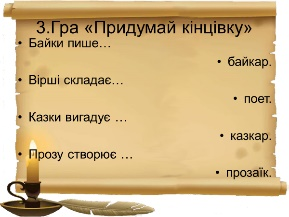 3.Гра «Придумай кінцівку»
• Байки пише…
• байкар.
• Вірші складає…
• поет.
• Казки вигадує …
• казкар.
• Прозу створює …
• прозаїк.